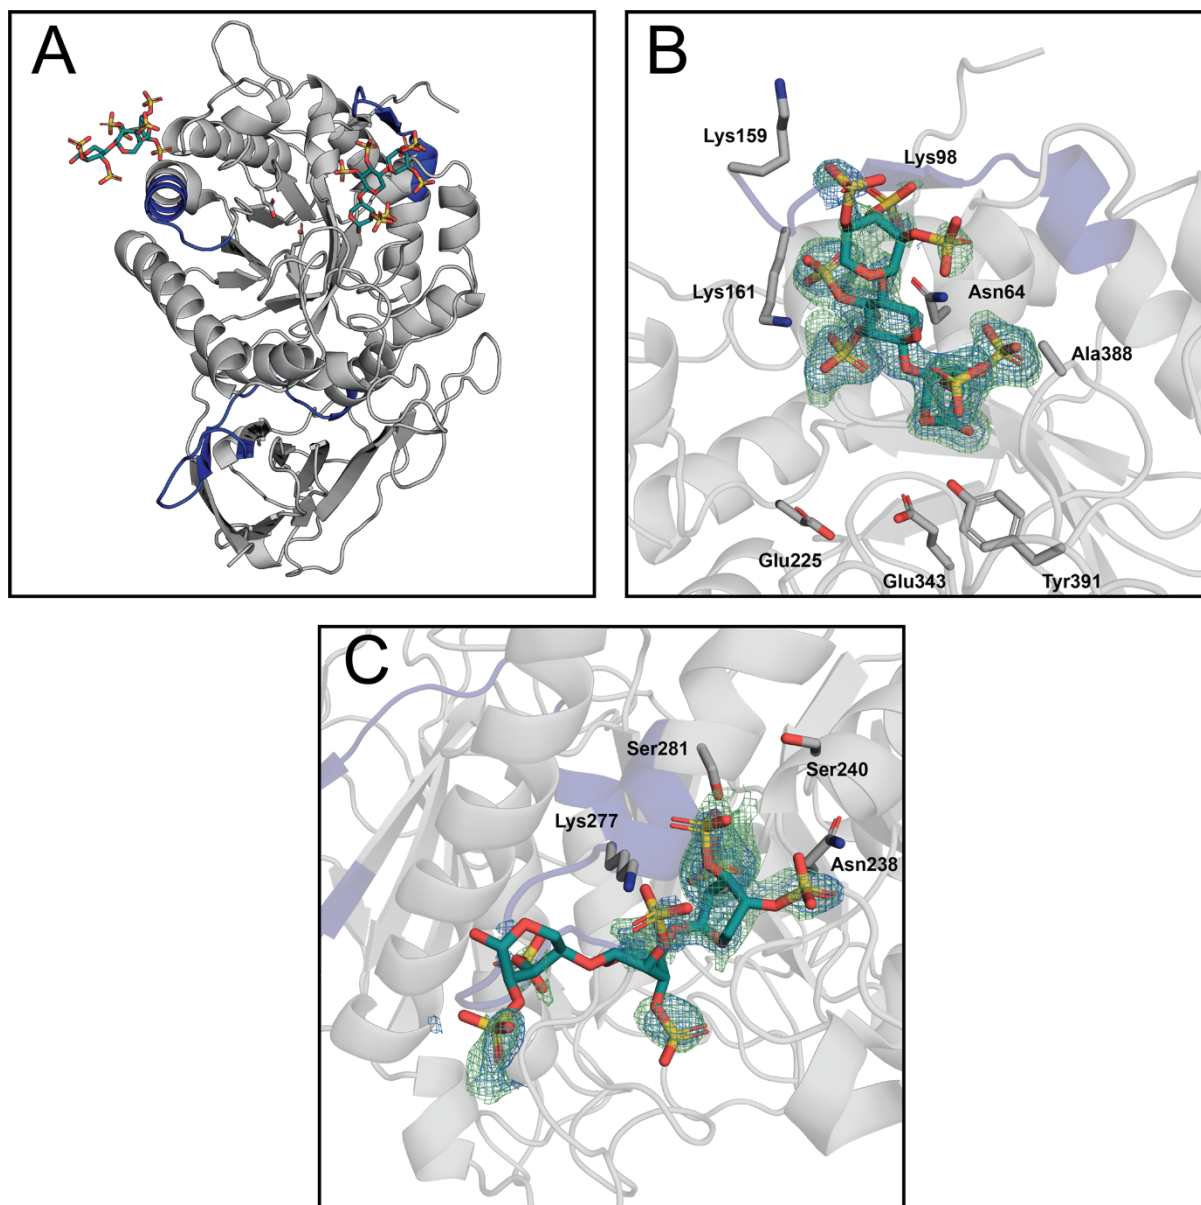 A
B
Lys159
Lys98
Lys161
Asn64
Ala388
Glu225
Glu343
Tyr391
C
Ser281
Ser240
Lys277
Asn238